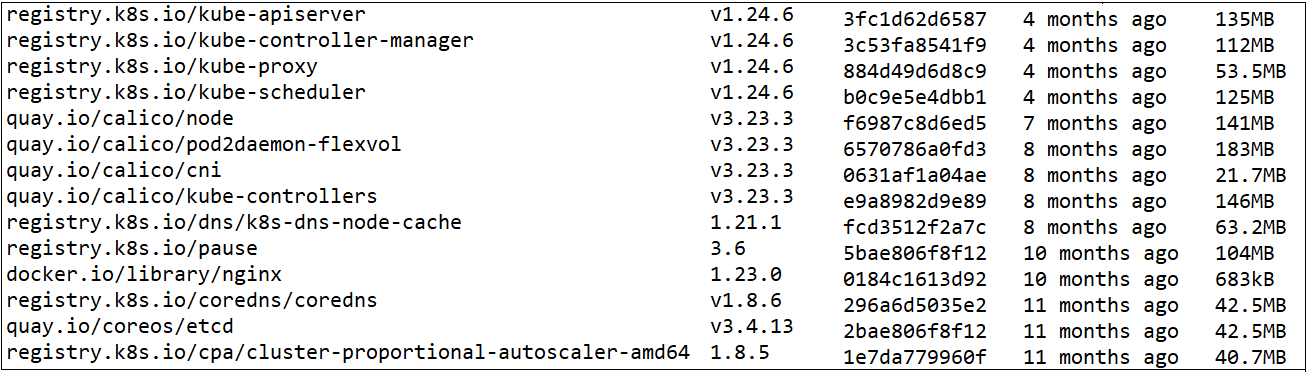 registry.k8s.io/kube-apiserver v1.24.6 3fc1d62d6587 4 months ago 135MB
registry.k8s.io/kube-controller-manager v1.24.6 3c53fa8541f9 4 months ago 112MB
registry.k8s.io/kube-proxy v1.24.6 884d49d6d8c9 4 months ago 53.5MB
registry.k8s.io/kube-scheduler v1.24.6 b0c9e5e4dbb1 4 months ago 125MB
quay.io/calico/node v3.23.3 f6987c8d6ed5 7 months ago 141MB
quay.io/calico/pod2daemon-flexvol v3.23.3 6570786a0fd3 8 months ago 183MB
quay.io/calico/cni v3.23.3 0631af1a04ae 8 months ago 21.7MB
quay.io/calico/kube-controllers v3.23.3 e9a8982d9e89 8 months ago 146MB
registry.k8s.io/dns/k8s-dns-node-cache 1.21.1 fcd3512f2a7c 8 months ago 63.2MB
registry.k8s.io/pause 3.6 5bae806f8f12 10 months ago 104MB
docker.io/library/nginx 1.23.0 0184c1613d92 10 months ago 683kB
registry.k8s.io/coredns/coredns v1.8.6 296a6d5035e2 11 months ago 42.5MB
quay.io/coreos/etcd v3.4.13 2bae806f8f12 11 months ago 42.5MB
registry.k8s.io/cpa/cluster-proportional-autoscaler-amd64 1.8.5 1e7da779960f 11 months ago 40.7MB